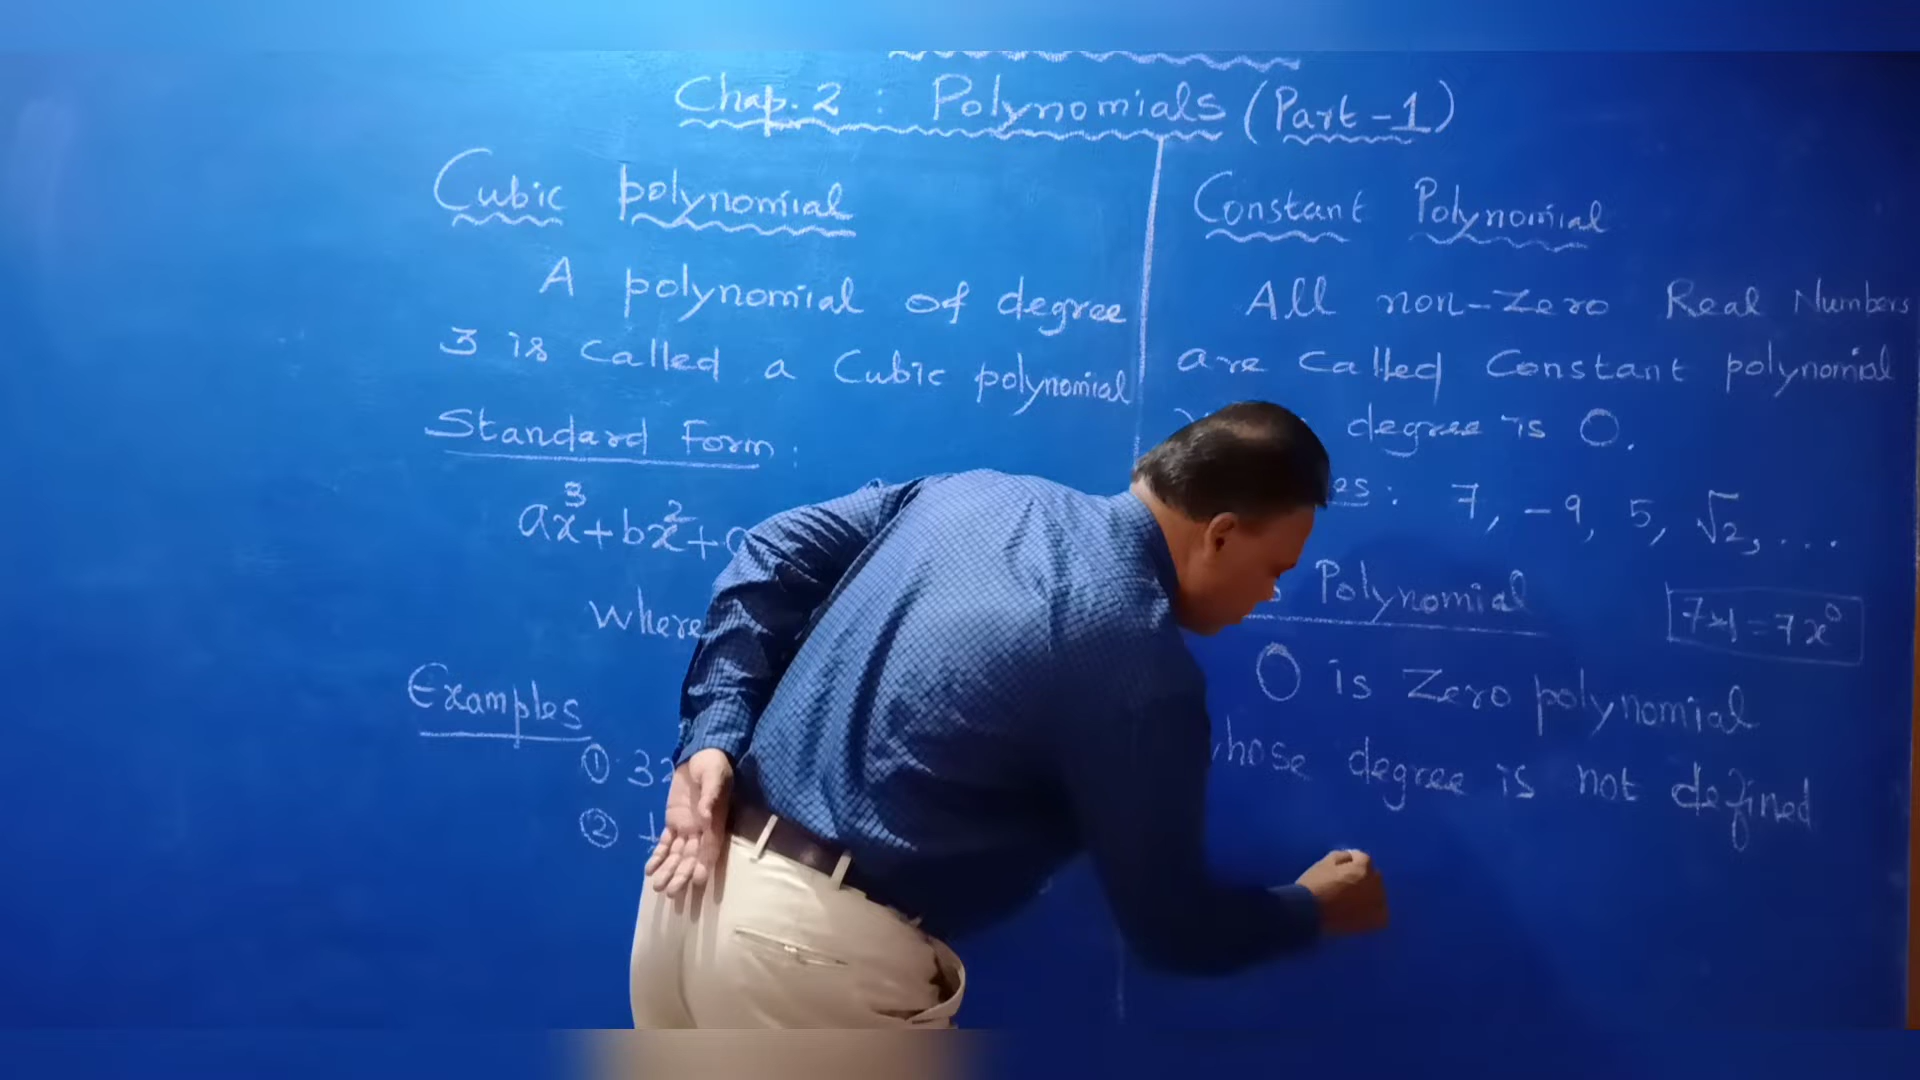 Chap. 2 : Polynomials (Part-1)
Cubic polynomial
A polynomial of degree
3 is called a Cubic polynomial
Standard Form :
ax³+bx²+
where
Examples
① 3
②
Constant Polynomial
All non-zero Real Numbers
are called Constant polynomial
degree is 0.
es : 7, -9, 5, √2, ...
Polynomial
7×1=7x⁰
0 is Zero polynomial
whose degree is not defined